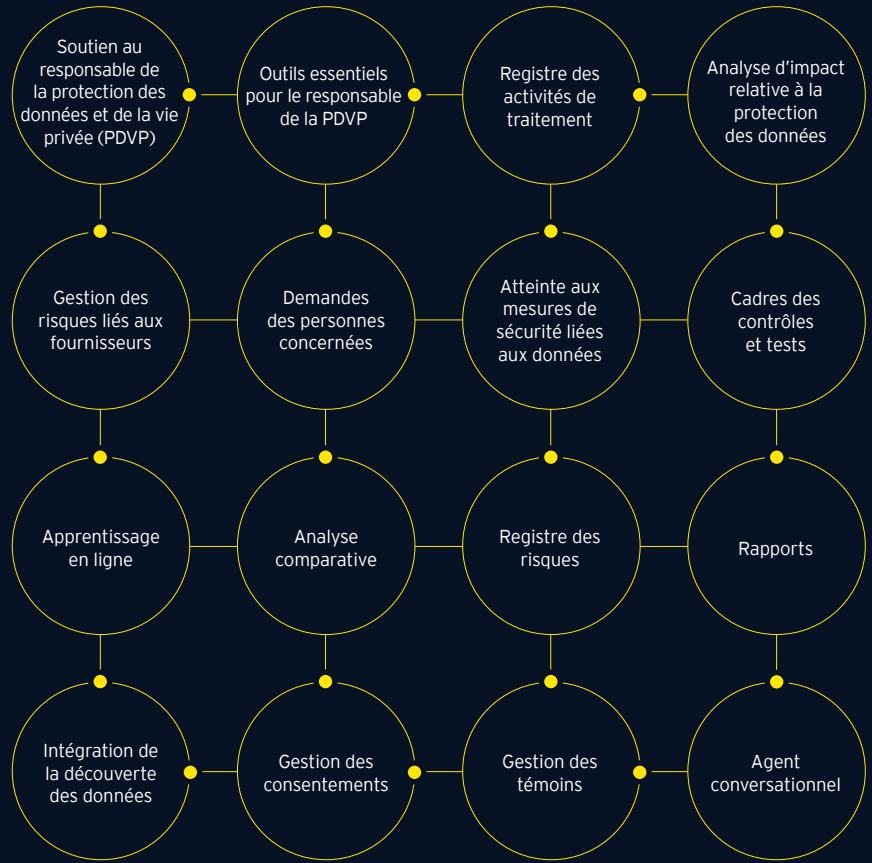 Soutien au
responsable de
la protection des
données et de la vie
privée (PDVP)
Outils essentiels
pour le responsable
de la PDVP
Registre des
activités de
traitement
Analyse d’impact
relative à la
protection
des données
Gestion des
risques liés aux
fournisseurs
Demandes
des personnes
concernées
Atteinte aux
mesures de
sécurité liées
aux données
Cadres des
contrôles
et tests
Apprentissage
en ligne
Analyse
comparative
Registre des
risques
Rapports
Intégration de
la découverte
des données
Gestion des
consentements
Gestion des
témoins
Agent
conversationnel